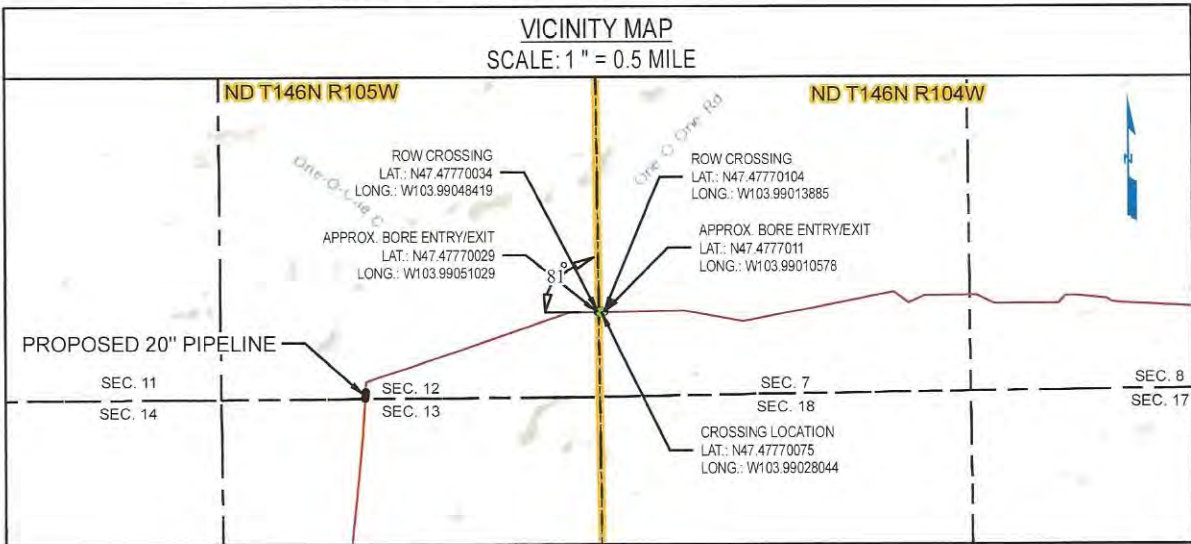 VICINITY MAP
SCALE: 1 " = 0.5 MILE
ND T146N R105W
ND T146N R104W
One O One Rd
ROW CROSSING
LAT.: N47.47770034
LONG.: W103.99048419
ROW CROSSING
LAT.: N47.47770104
LONG.: W103.99013885
APPROX. BORE ENTRY/EXIT
LAT.: N47.47770029
LONG.: W103.99051029
APPROX. BORE ENTRY/EXIT
LAT.: N47.4777011
LONG.: W103.99010578
81°
PROPOSED 20" PIPELINE
SEC. 11
SEC. 12
SEC. 7
SEC. 8
SEC. 14
SEC. 13
SEC. 18
SEC. 17
CROSSING LOCATION
LAT.: N47.47770075
LONG.: W103.99028044